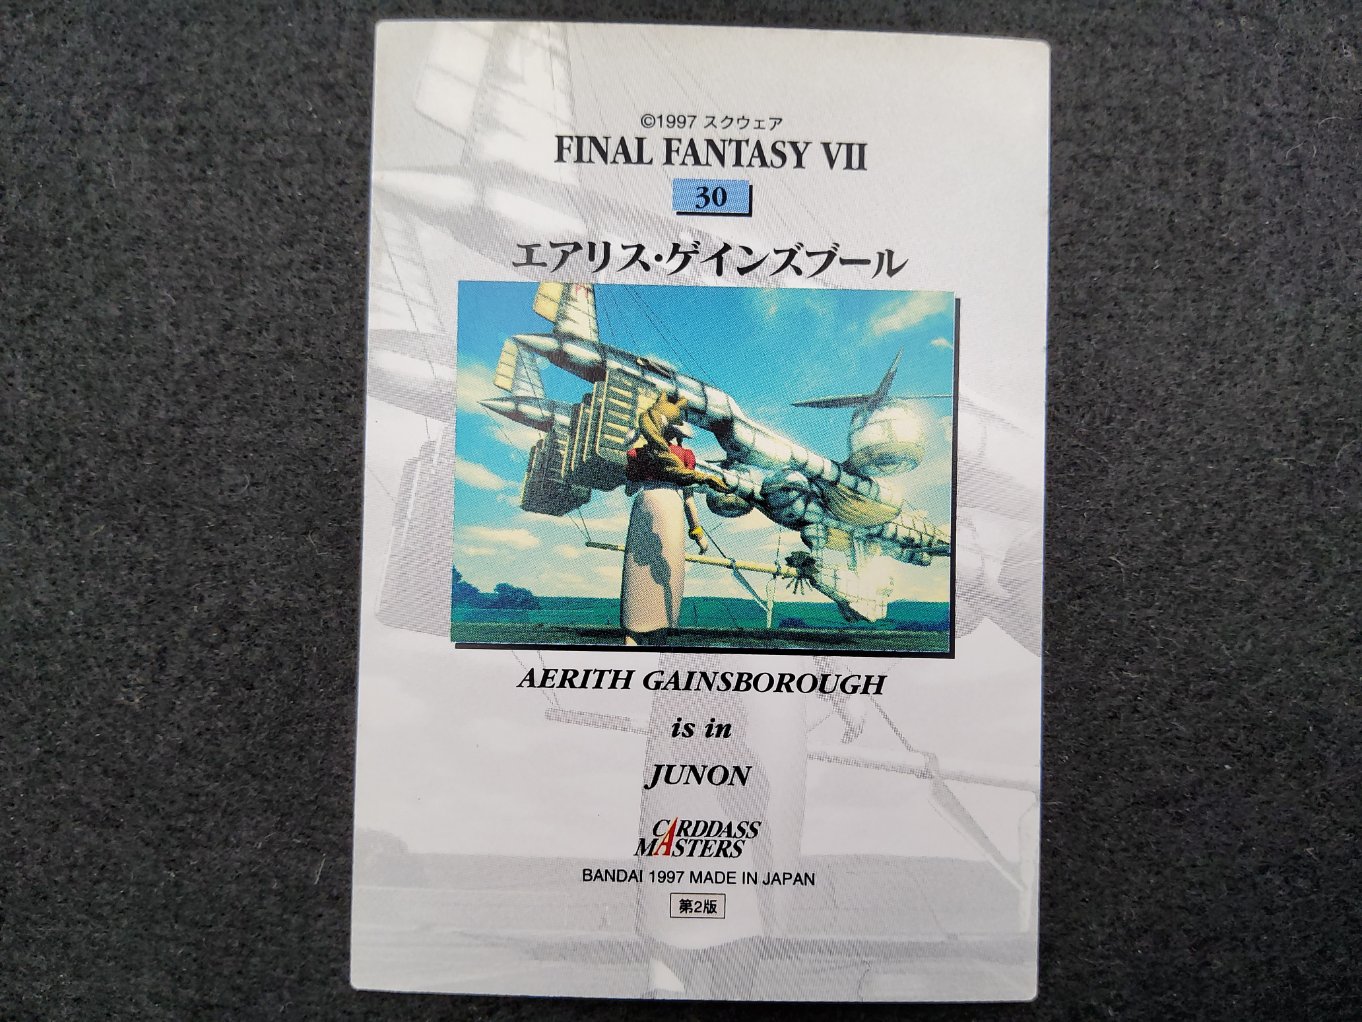 ©1997 スクウェア
FINAL FANTASY VII
30
エアリス・ゲインズブール
AERITH GAINSBOROUGH
is in
JUNON
CARDDASS
MASTERS
BANDAI 1997 MADE IN JAPAN
第2版